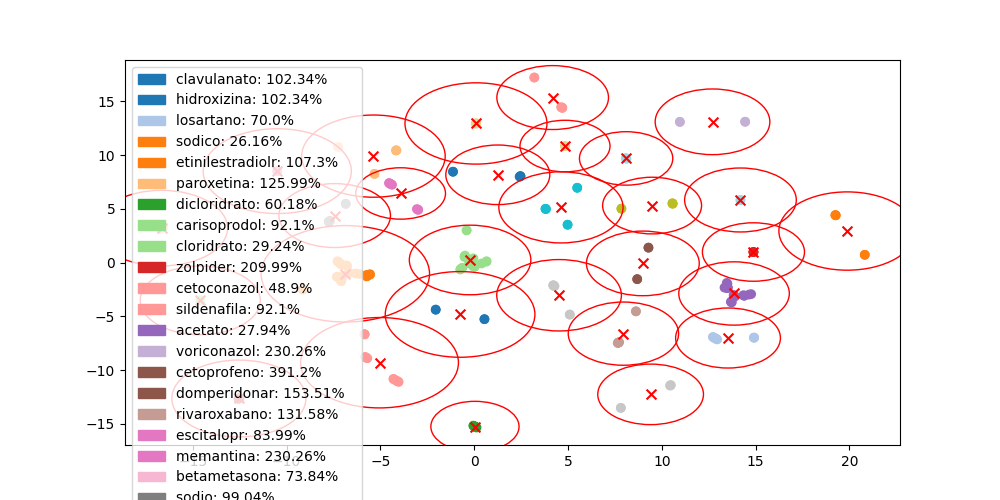 clavulanato: 102.34%
hidroxizina: 102.34%
losartano: 70.0%
sodico: 26.16%
etinilestradiolr: 107.3%
paroxetina: 125.99%
dicloridrato: 60.18%
carisoprodol: 92.1%
cloridrato: 29.24%
zolpider: 209.99%
cetoconazol: 48.9%
sildenafila: 92.1%
acetato: 27.94%
voriconazol: 230.26%
cetoprofeno: 391.2%
domperidonar: 153.51%
rivaroxabano: 131.58%
escitalopr: 83.99%
memantina: 230.26%
betametasona: 73.84%
sodio: 99.04%
15
10
5
0
−5
−10
−15
−15
−10
−5
0
5
10
15
20